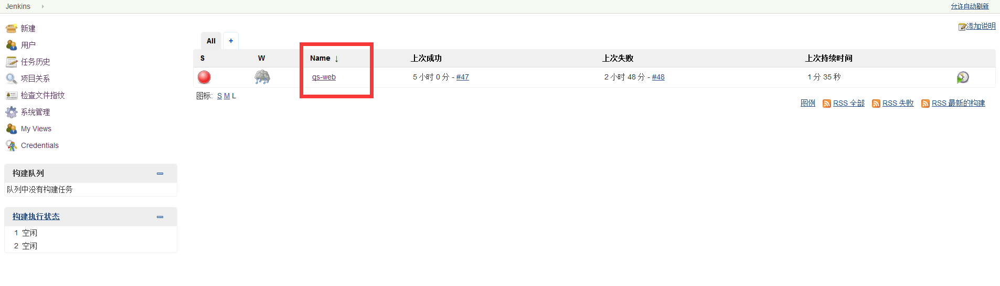 Jenkins
允许自动刷新
添加说明
新建
用户
任务历史
项目关系
检查文件指纹
系统管理
My Views
Credentials
构建队列
队列中没有构建任务
构建执行状态
1 空闲
2 空闲
All +
S W Name ↓ 上次成功 上次失败 上次持续时间
qs-web 5 小时 0 分 - #47 2 小时 48 分 - #48 1 分 35 秒
图标: S M L
图例 RSS 全部 RSS 失败 RSS 最新的构建